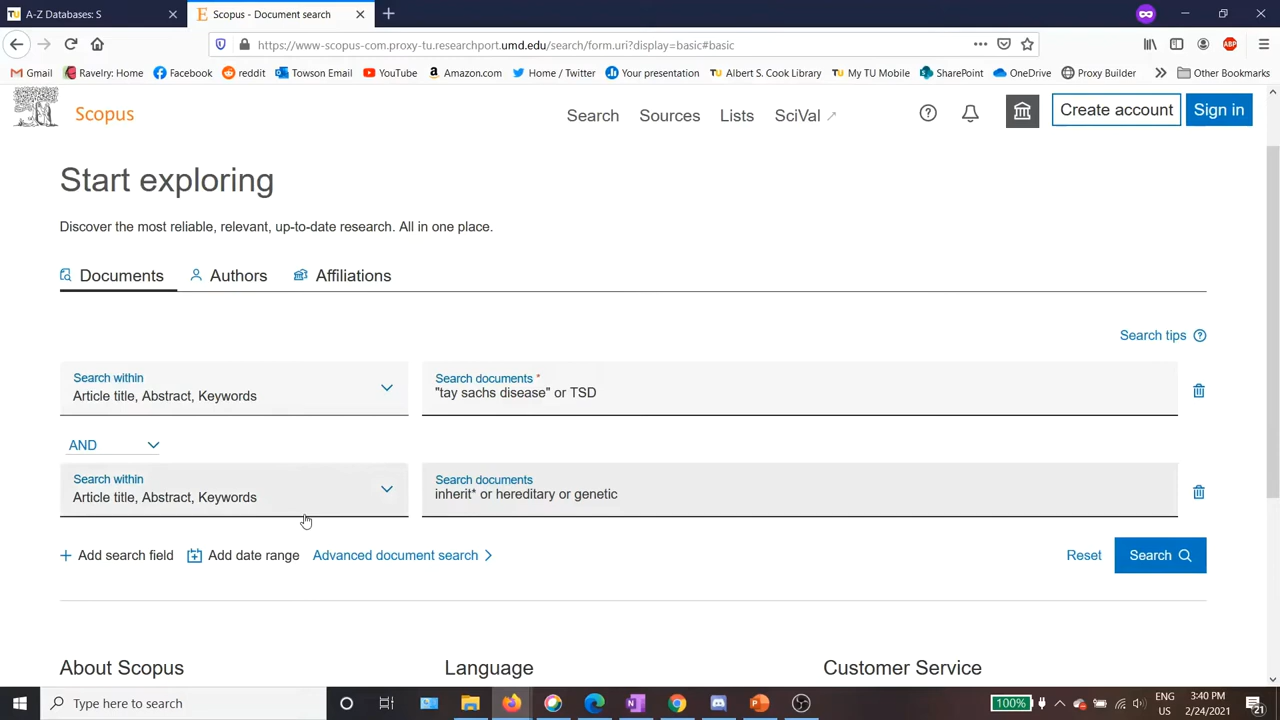 A-Z Databases: S
Scopus - Document search
https://www-scopus-com.proxy-tu.researchport.umd.edu/search/form.uri?display=basic#basic
Gmail Ravelry: Home Facebook reddit Towson Email YouTube Amazon.com Home / Twitter Your presentation Albert S. Cook Library My TU Mobile SharePoint OneDrive Proxy Builder Other Bookmarks
Scopus
Search Sources Lists SciVal
Create account
Sign in
Start exploring
Discover the most reliable, relevant, up-to-date research. All in one place.
Documents Authors Affiliations
Search tips
Search within
Article title, Abstract, Keywords
Search documents *
"tay sachs disease" or TSD
AND
Search within
Article title, Abstract, Keywords
Search documents
inherit* or hereditary or genetic
Add search field Add date range Advanced document search
Reset Search
About Scopus Language Customer Service
Type here to search
100%
ENG
US
3:40 PM
2/24/2021
21